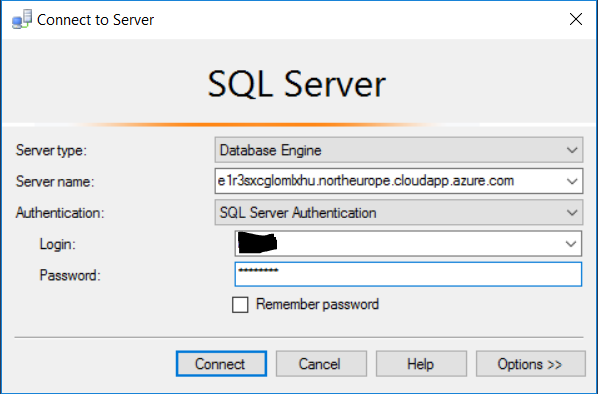 Connect to Server
SQL Server
Server type: Database Engine
Server name: e1r3sxcglomlxhu.northeurope.cloudapp.azure.com
Authentication: SQL Server Authentication
Login:
Password: ********
Remember password
Connect Cancel Help Options >>